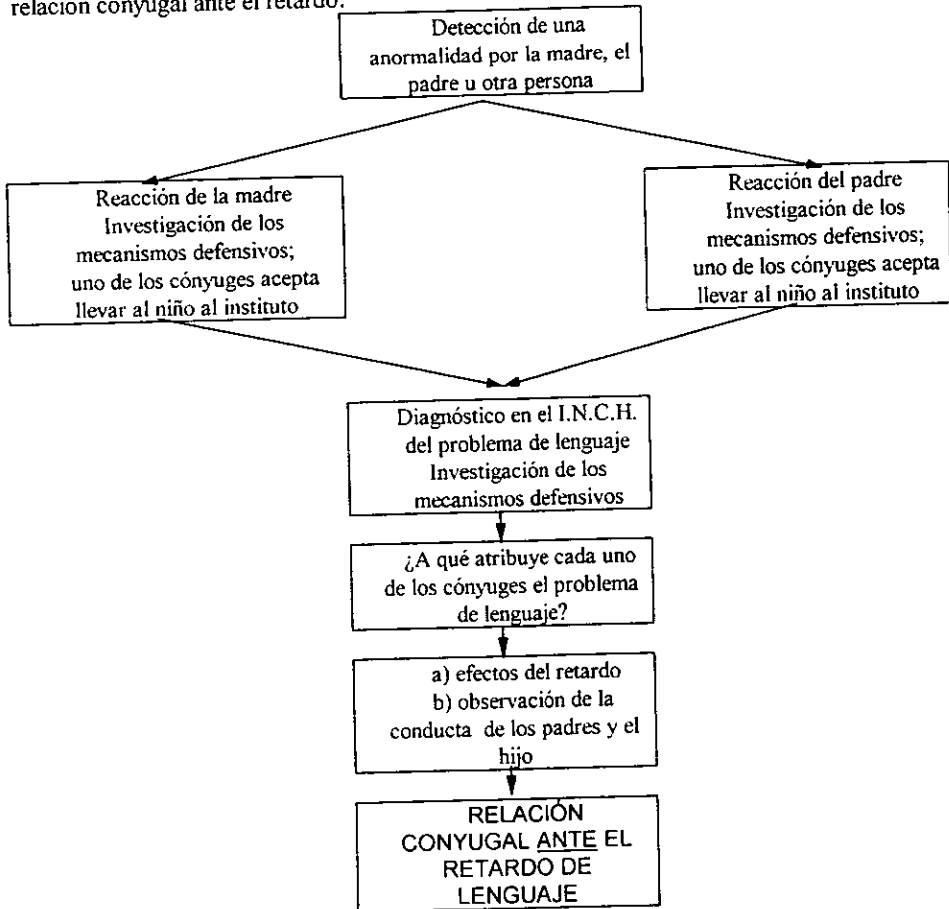 relación conyugal ante el retardo.
Detección de una
anormalidad por la madre, el
padre u otra persona
Reacción de la madre
Investigación de los
mecanismos defensivos;
uno de los cónyuges acepta
llevar al niño al instituto
Reacción del padre
Investigación de los
mecanismos defensivos;
uno de los cónyuges acepta
llevar al niño al instituto
Diagnóstico en el I.N.C.H.
del problema de lenguaje
Investigación de los
mecanismos defensivos
¿A qué atribuye cada uno
de los cónyuges el problema
de lenguaje?
a) efectos del retardo
b) observación de la
conducta de los padres y el
hijo
RELACIÓN
CONYUGAL ANTE EL
RETARDO DE
LENGUAJE